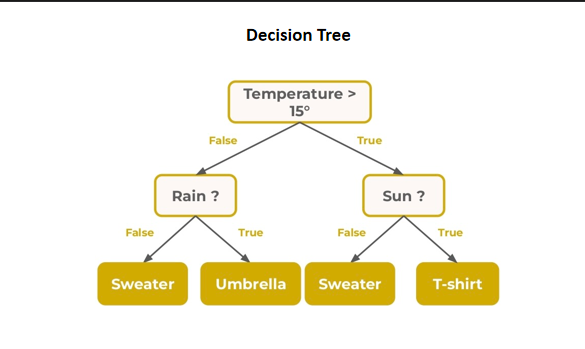 Decision Tree
Temperature >
15°
False
True
Rain ?
Sun ?
False
True
False
True
Sweater
Umbrella
Sweater
T-shirt